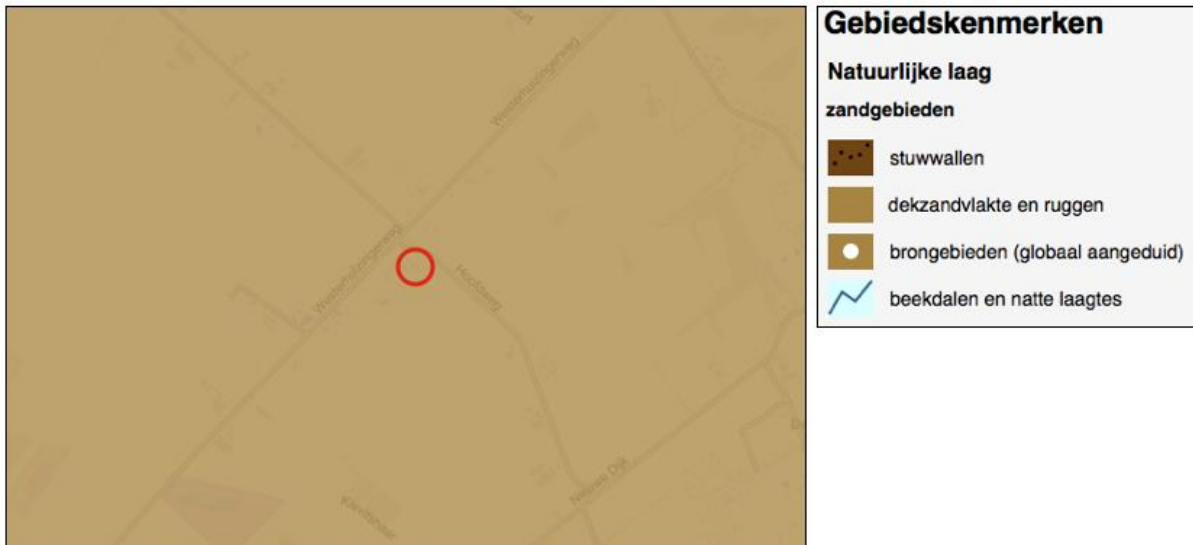 Westerhuizingerweg
Westerhuizingerweg
Hoofdweg
Nieuwe Dijk
Gebiedskenmerken
Natuurlijke laag
zandgebieden
stuwwallen
dekzandvlakte en ruggen
brongebieden (globaal aangeduid)
beekdalen en natte laagtes